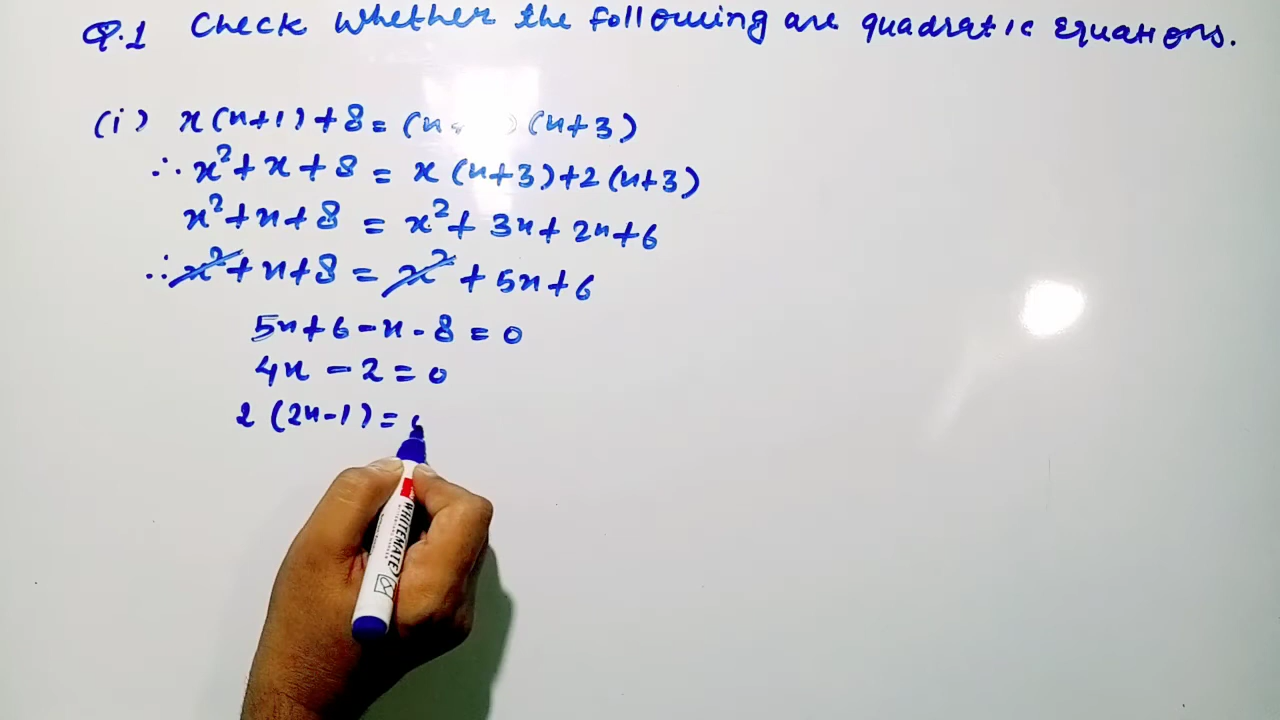 Q.1 Check whether the following are quadratic Equations.
(i) x(x+1)+8=(x )(x+3)
∴x²+x+8 = x(x+3)+2(x+3)
x²+x+8 = x²+3x+2x+6
∴x²+x+8 = x²+5x+6
5x+6-x-8=0
4x-2=0
2(2x-1)=
WHITEMATE